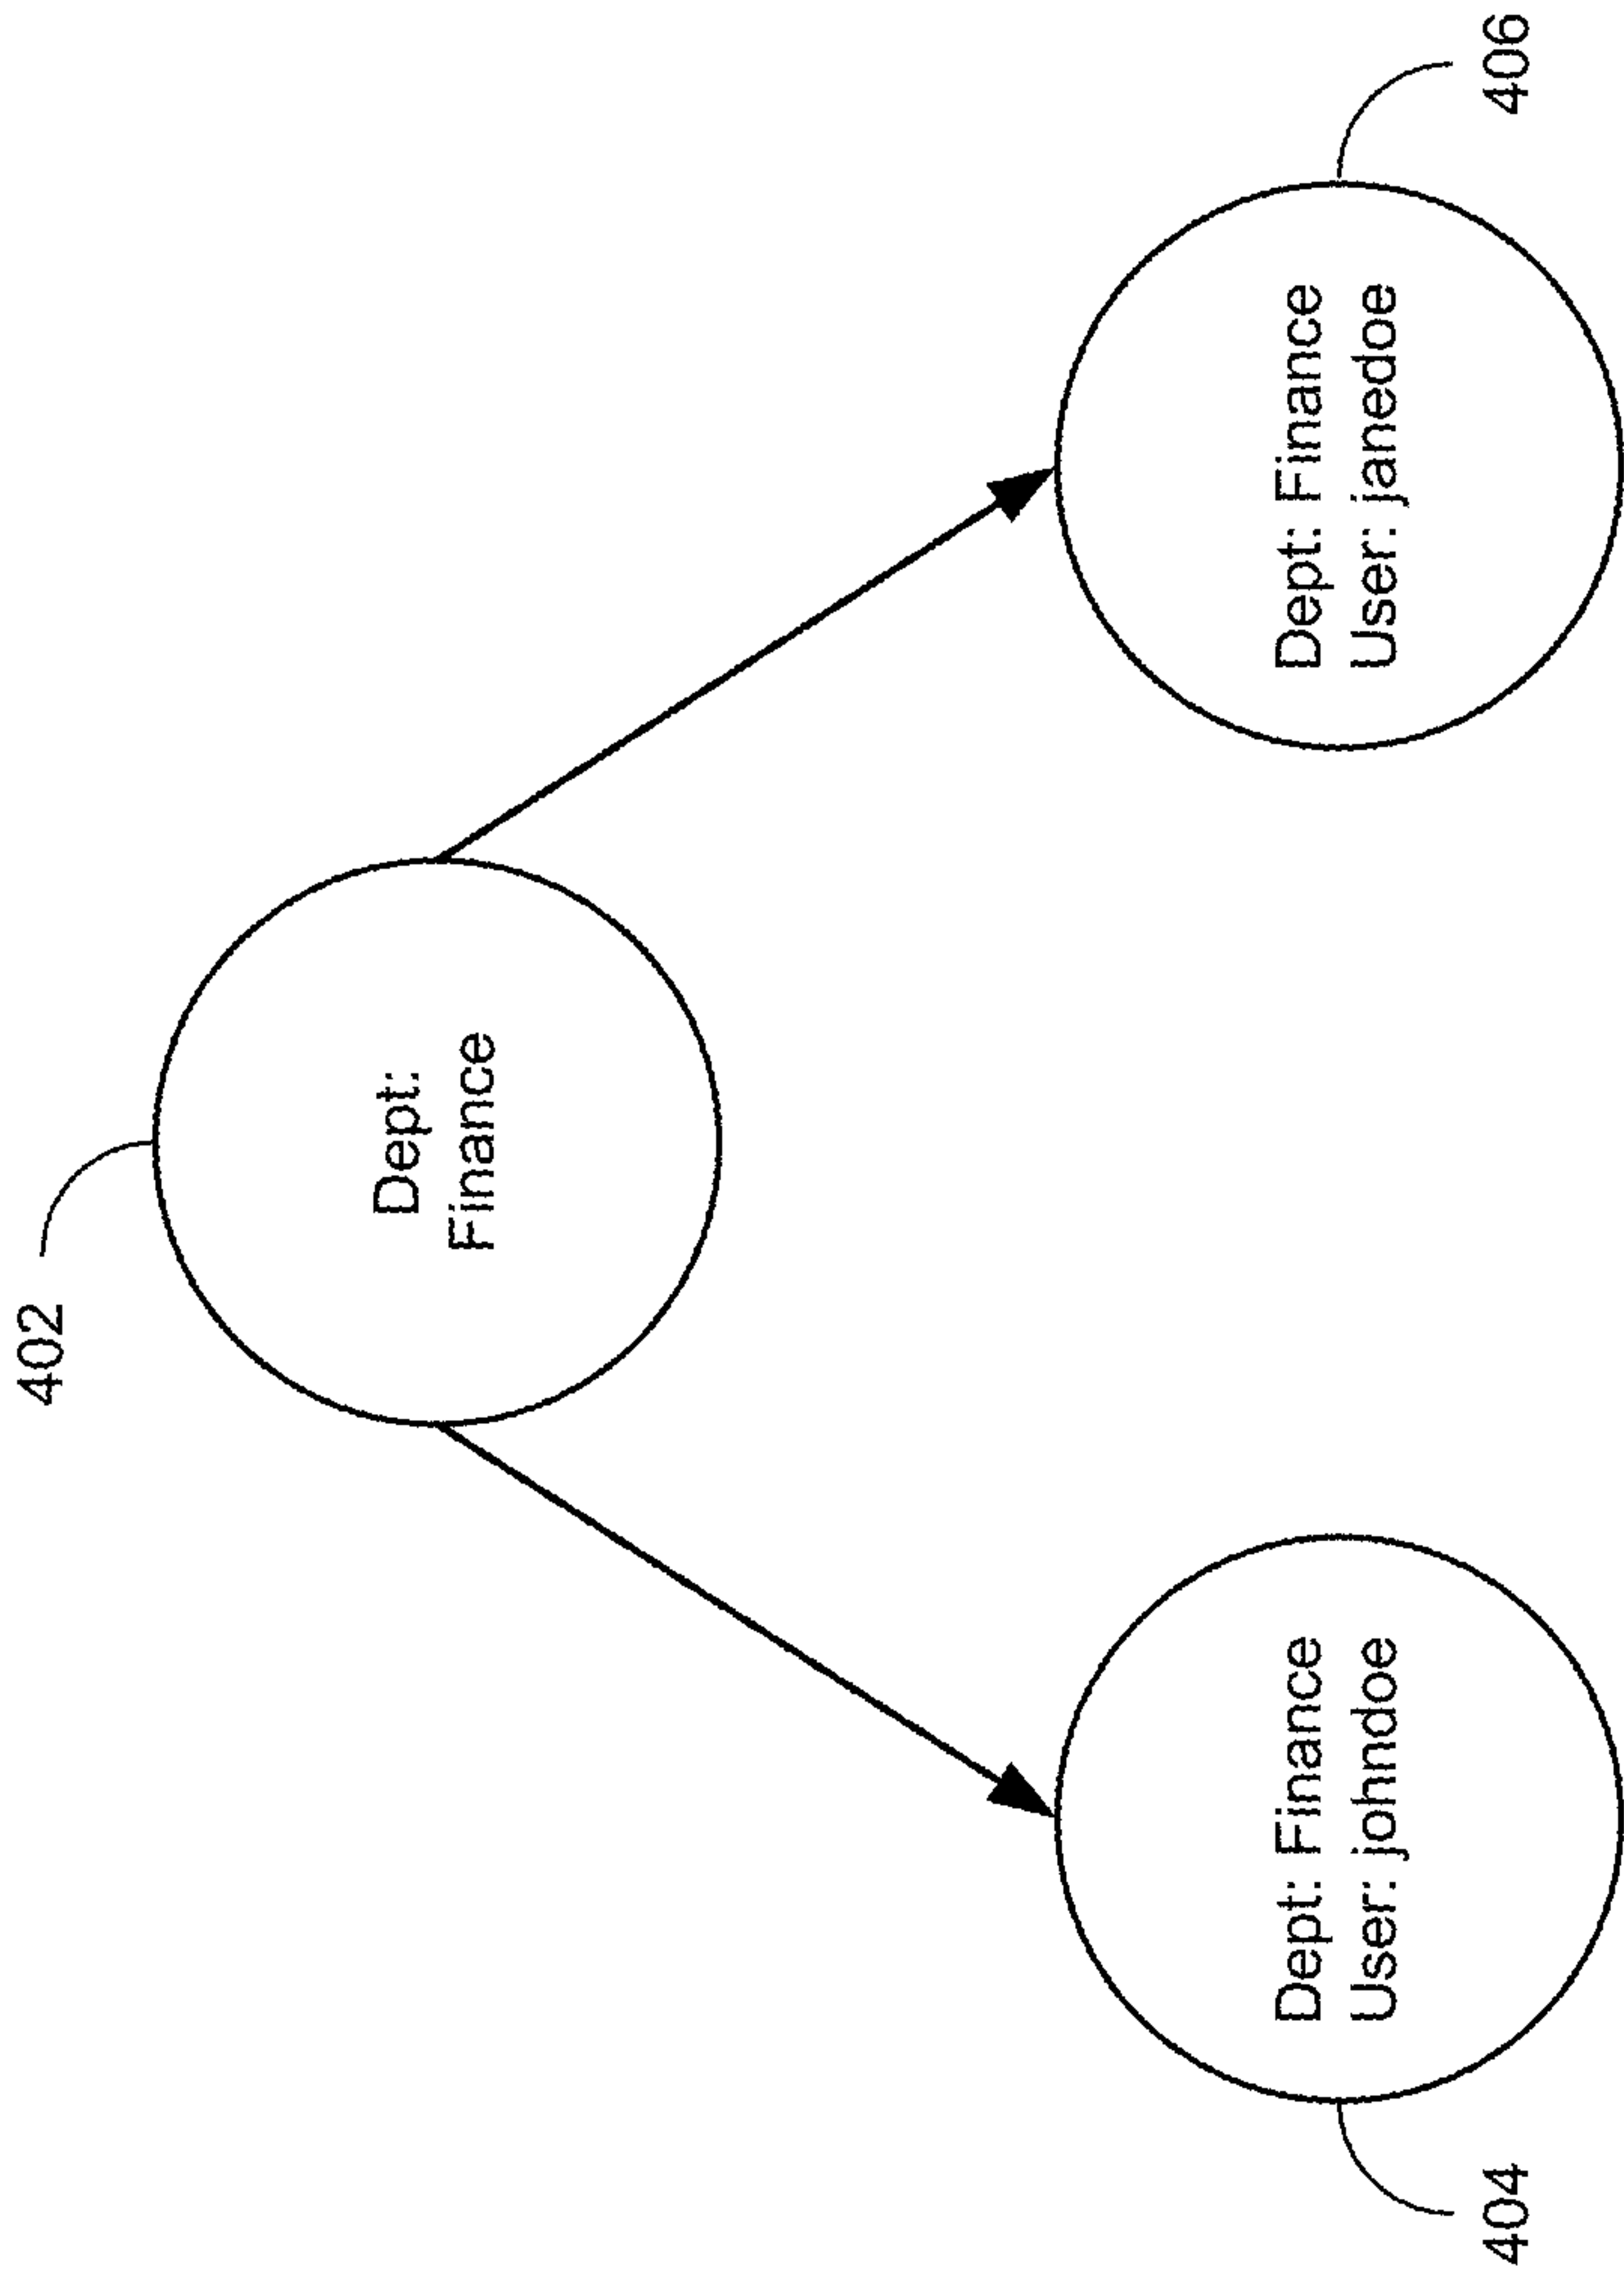 402
Dept:
Finance
Dept: Finance
User: johndoe
404
Dept: Finance
User: janedoe
406